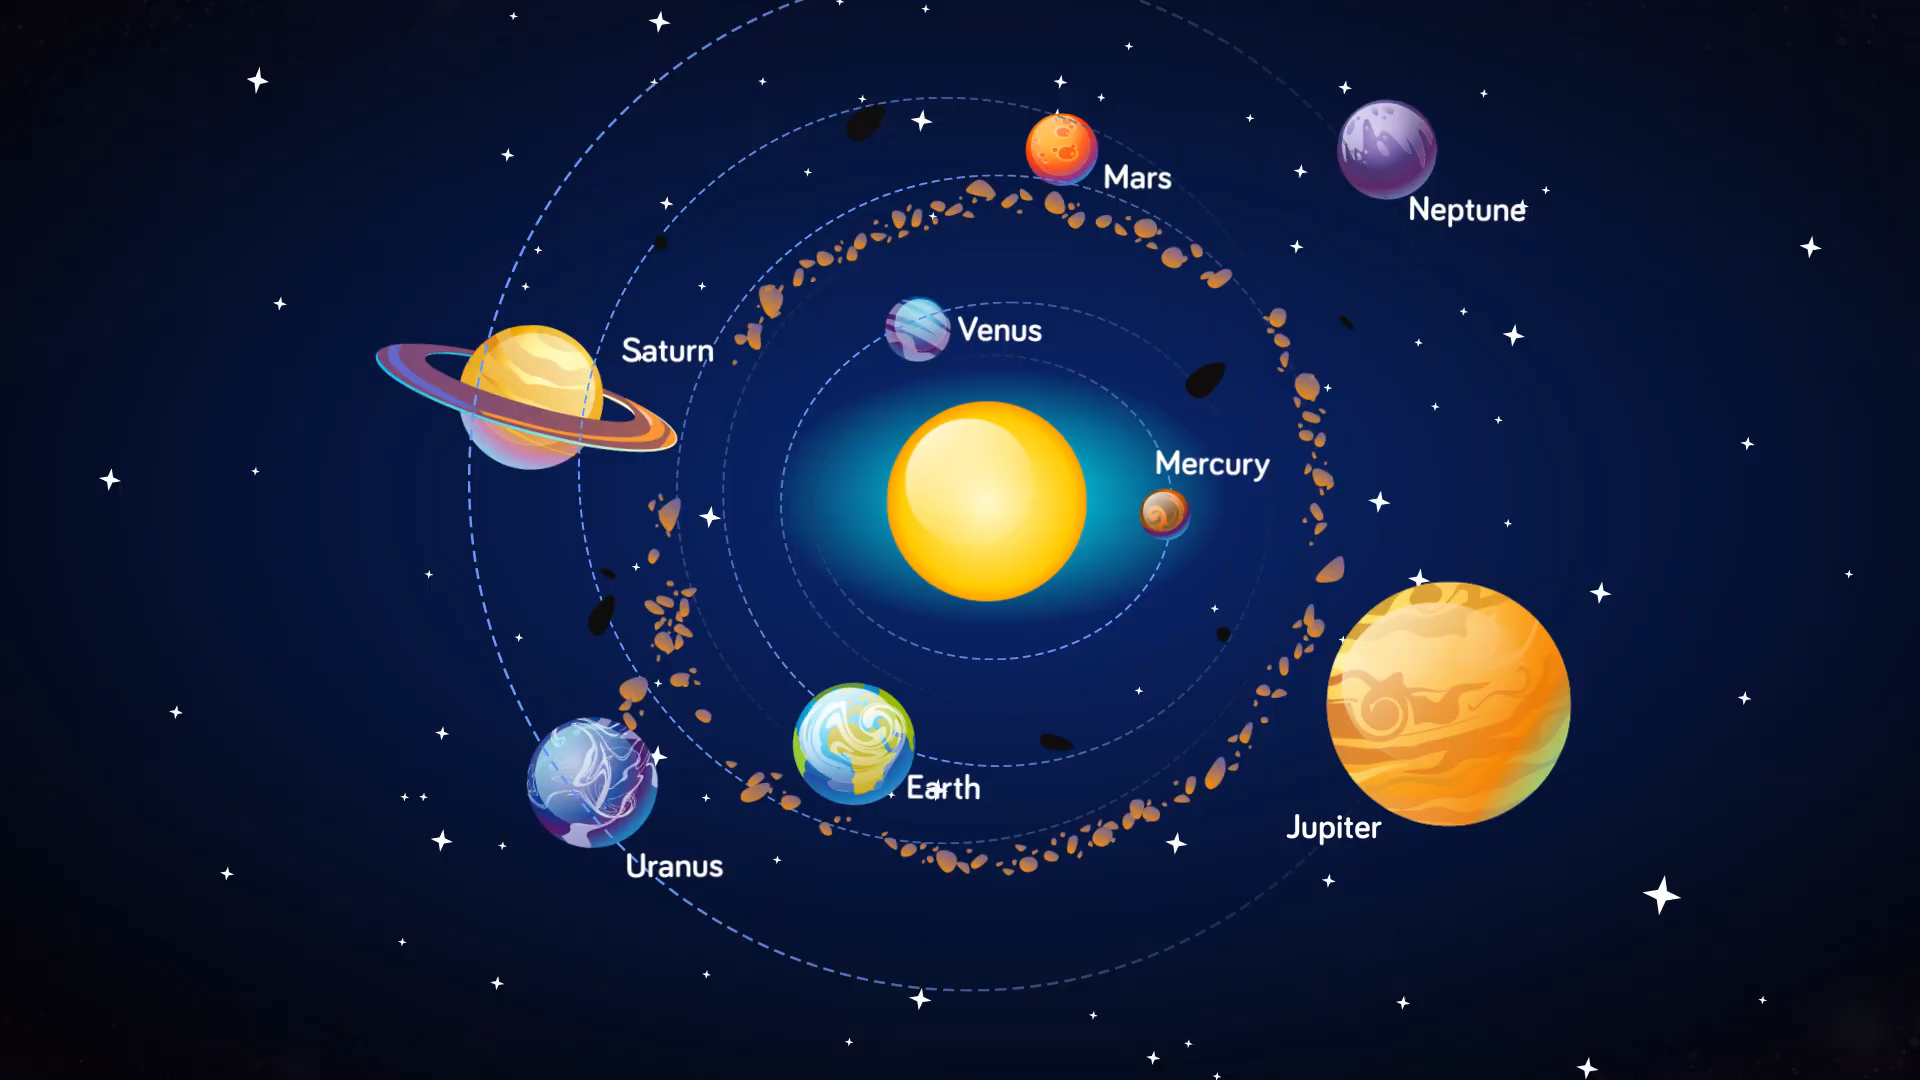 Mars
Neptune
Venus
Saturn
Mercury
Earth
Jupiter
Uranus